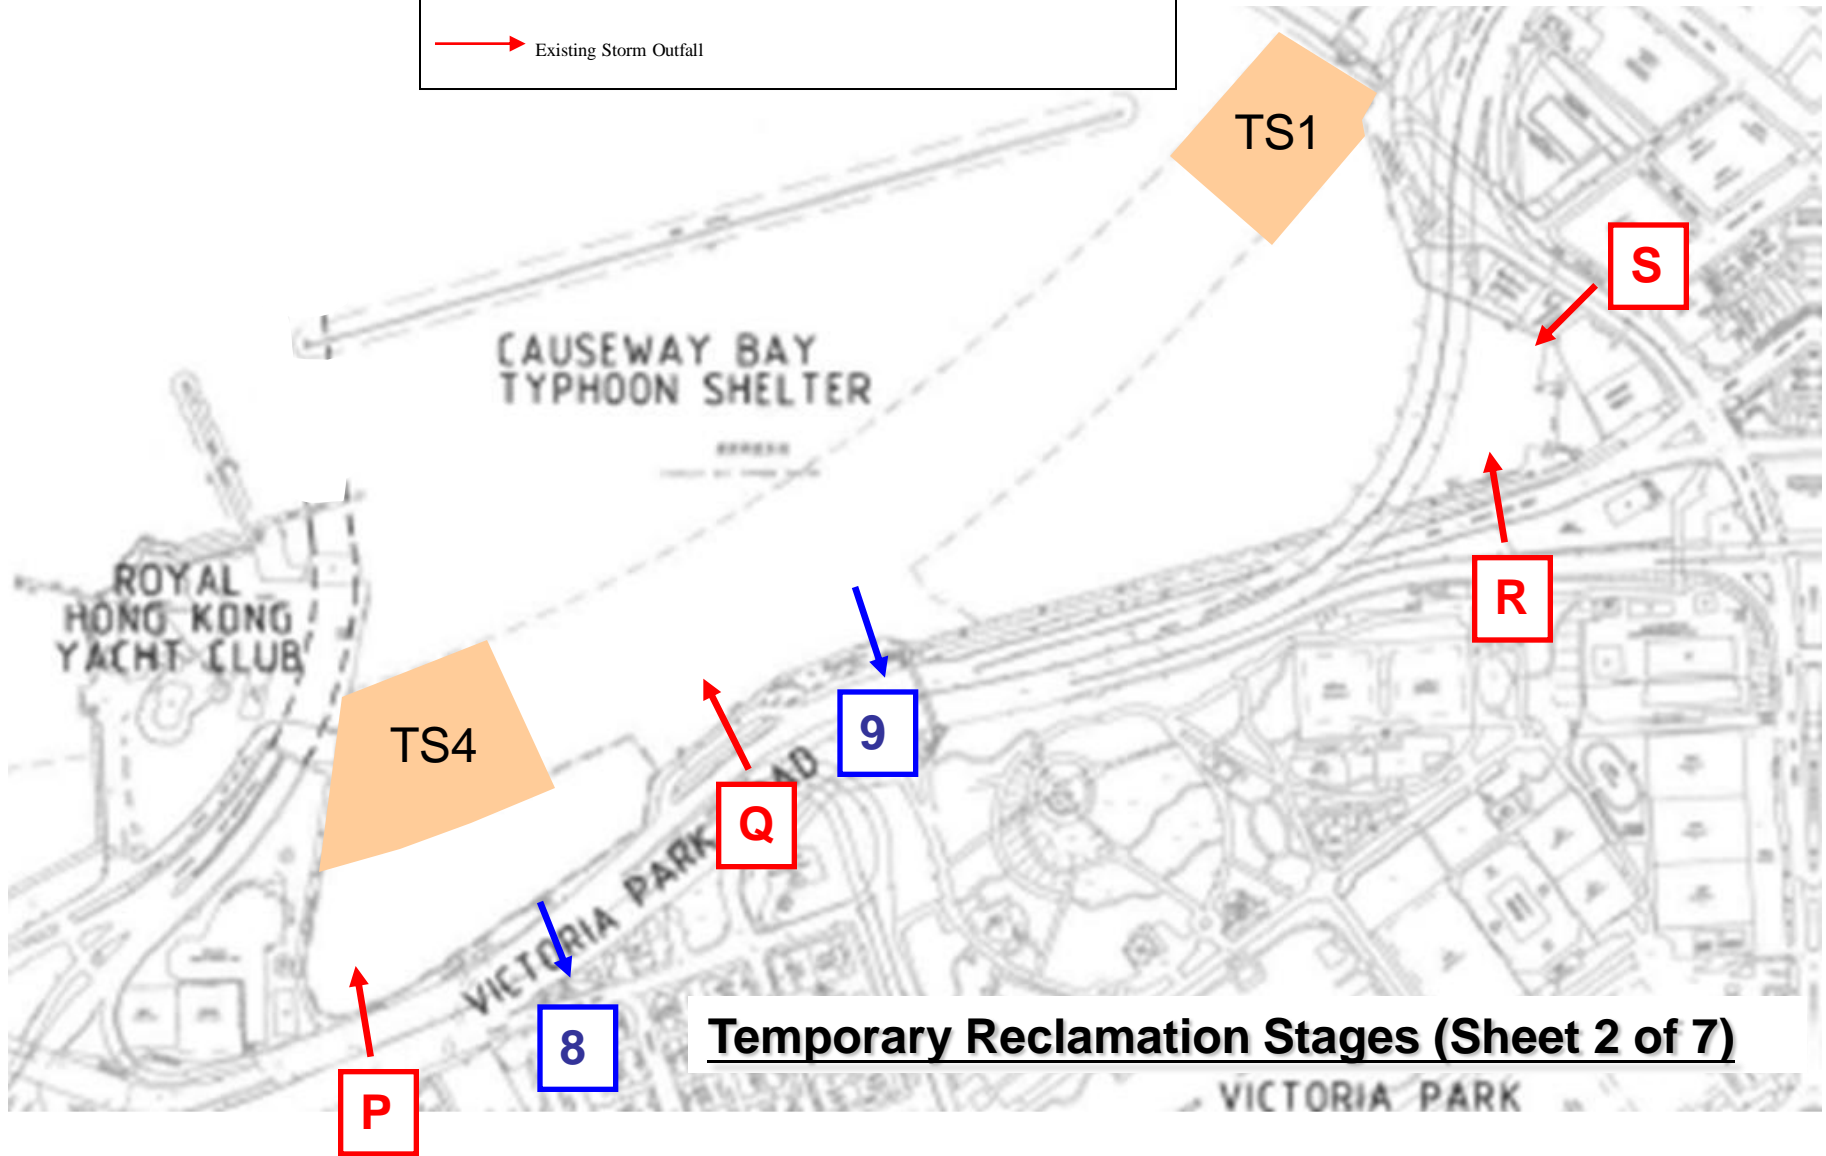 Existing Storm Outfall
TS1
S
CAUSEWAY BAY
TYPHOON SHELTER
ROYAL
HONG KONG
YACHT CLUB
R
TS4
9
Q
VICTORIA PARK ROAD
8
P
Temporary Reclamation Stages (Sheet 2 of 7)
VICTORIA PARK